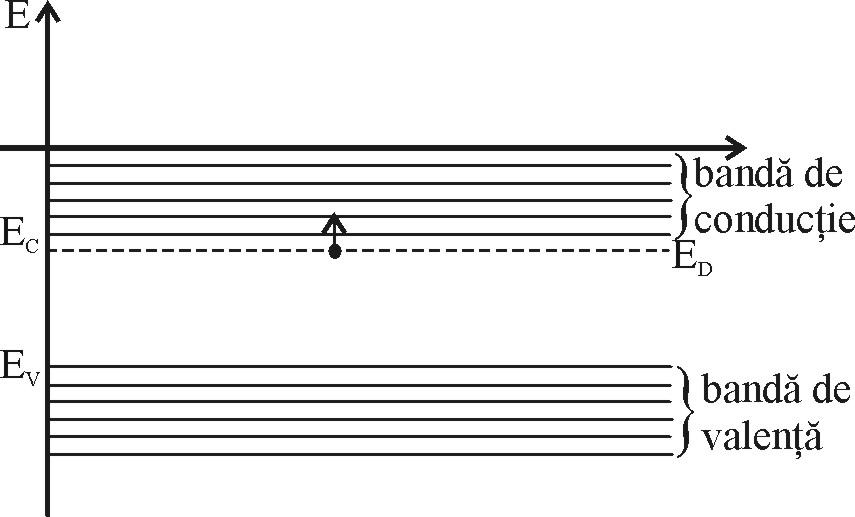 E
bandă de
conducție
E_C
E_D
E_V
bandă de
valență